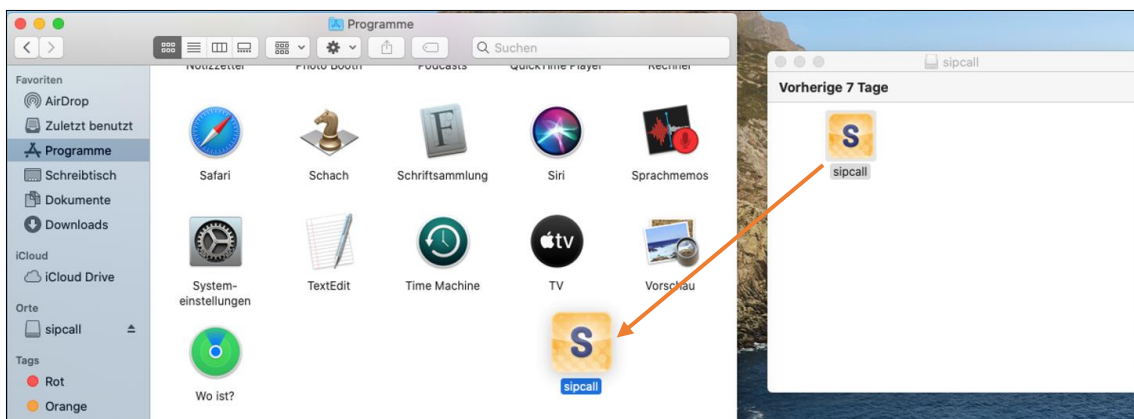 Programme
Suchen
Favoriten
AirDrop
Zuletzt benutzt
Programme
Schreibtisch
Dokumente
Downloads
iCloud
iCloud Drive
Orte
sipcall
Tags
Rot
Orange
Notizzettel
Photo Booth
Podcasts
QuickTime Player
Rechner
Safari
Schach
F
Schriftsammlung
Siri
Sprachmemos
System-
einstellungen
TextEdit
Time Machine
tv
TV
Vorschau
Wo ist?
S
sipcall
sipcall
Vorherige 7 Tage
S
sipcall